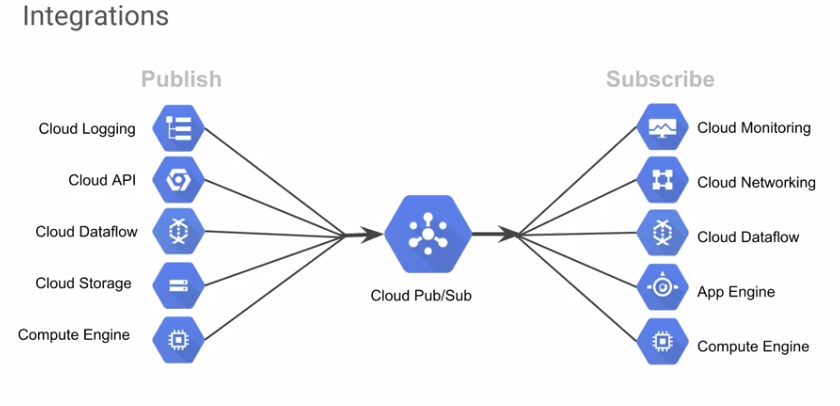 Integrations
Publish
Subscribe
Cloud Logging
Cloud API
Cloud Dataflow
Cloud Storage
Compute Engine
Cloud Pub/Sub
Cloud Monitoring
Cloud Networking
Cloud Dataflow
App Engine
Compute Engine